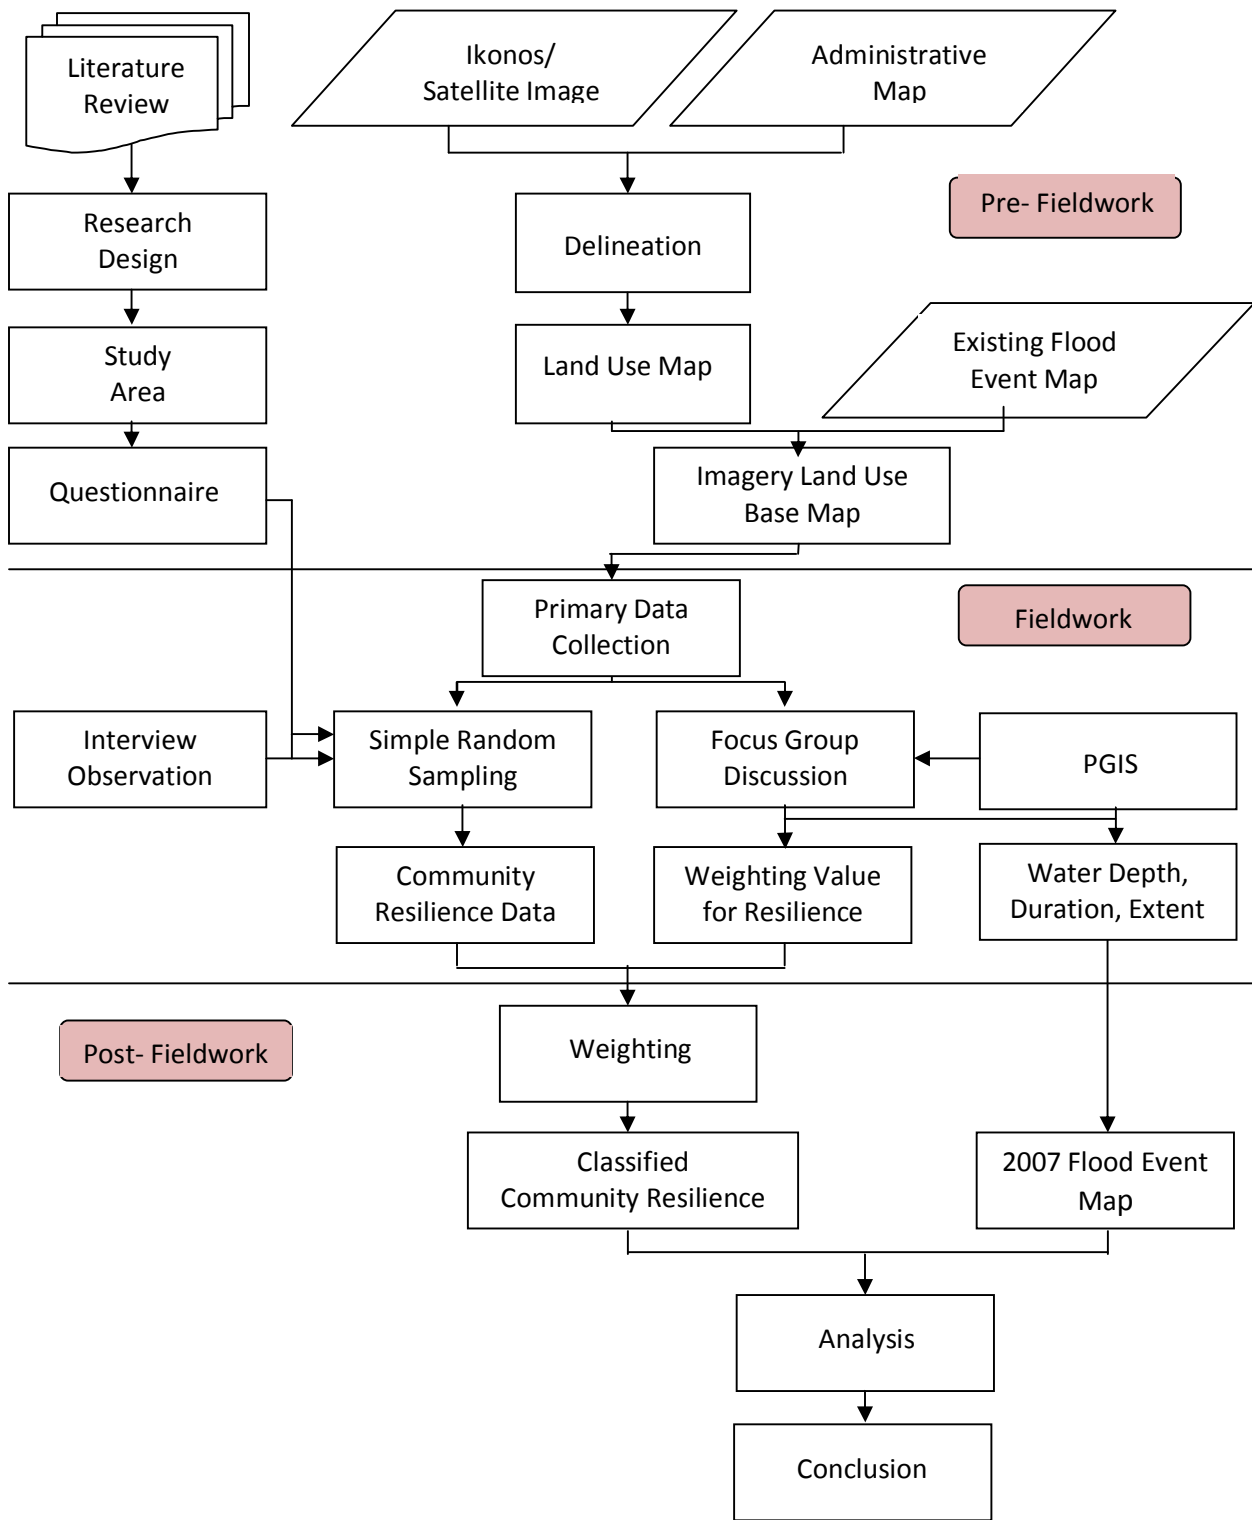 Literature
Review
Ikonos/
Satellite Image
Administrative
Map
Research
Design
Delineation
Pre- Fieldwork
Study
Area
Land Use Map
Existing Flood
Event Map
Questionnaire
Imagery Land Use
Base Map
Primary Data
Collection
Fieldwork
Interview
Observation
Simple Random
Sampling
Focus Group
Discussion
PGIS
Community
Resilience Data
Weighting Value
for Resilience
Water Depth,
Duration, Extent
Post- Fieldwork
Weighting
Classified
Community Resilience
2007 Flood Event
Map
Analysis
Conclusion